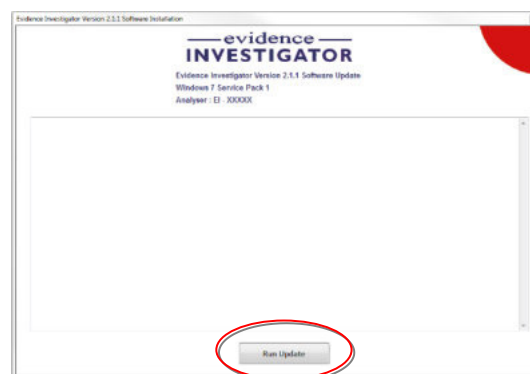 Evidence Investigator Version 2.1.1 Software Installation
evidence
INVESTIGATOR
Evidence Investigator Version 2.1.1 Software Update
Windows 7 Service Pack 1
Analyser : EI - XXXXX
Run Update